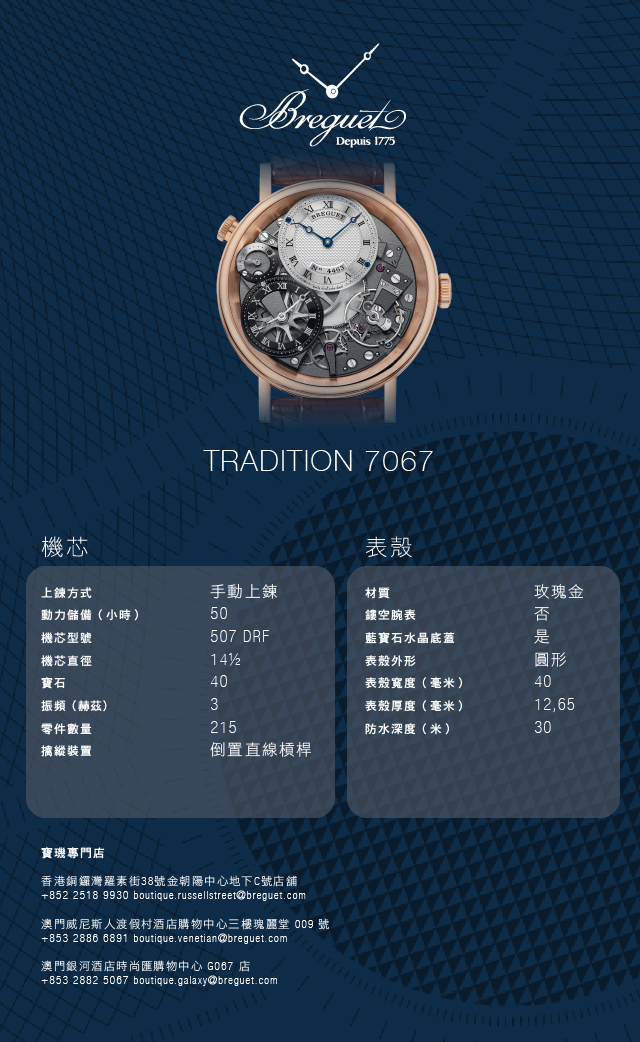 Breguet
Depuis 1775
BREGUET
Nº 4463
TRADITION 7067
機芯
上鍊方式 手動上鍊
動力儲備（小時） 50
機芯型號 507 DRF
機芯直徑 14½
寶石 40
振頻（赫茲） 3
零件數量 215
擒縱裝置 倒置直線槓桿
表殼
材質 玫瑰金
鏤空腕表 否
藍寶石水晶底蓋 是
表殼外形 圓形
表殼寬度（毫米） 40
表殼厚度（毫米） 12,65
防水深度（米） 30
寶璣專門店
香港銅鑼灣羅素街38號金朝陽中心地下C號店舖
+852 2518 9930 boutique.russellstreet@breguet.com
澳門威尼斯人渡假村酒店購物中心三樓瑰麗堂 009 號
+853 2886 6891 boutique.venetian@breguet.com
澳門銀河酒店時尚匯購物中心 G067 店
+853 2882 5067 boutique.galaxy@breguet.com